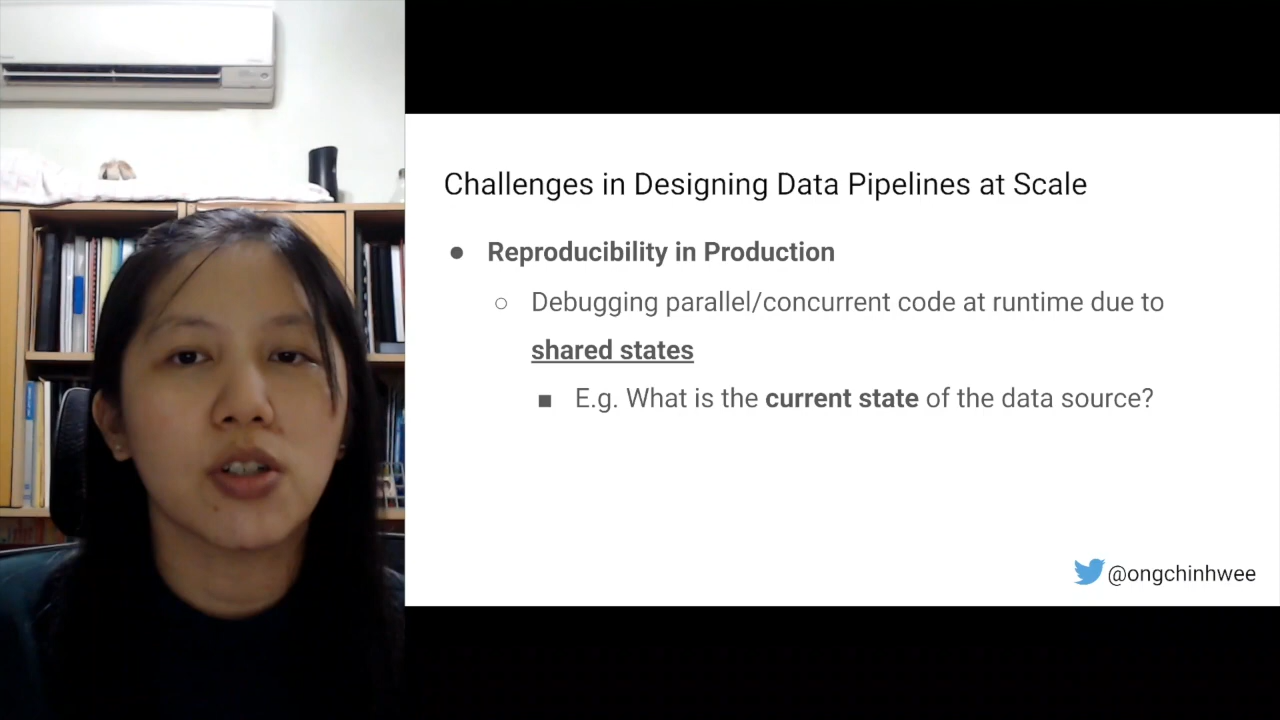 Challenges in Designing Data Pipelines at Scale
● Reproducibility in Production
○ Debugging parallel/concurrent code at runtime due to
shared states
■ E.g. What is the current state of the data source?
@ongchinhwee